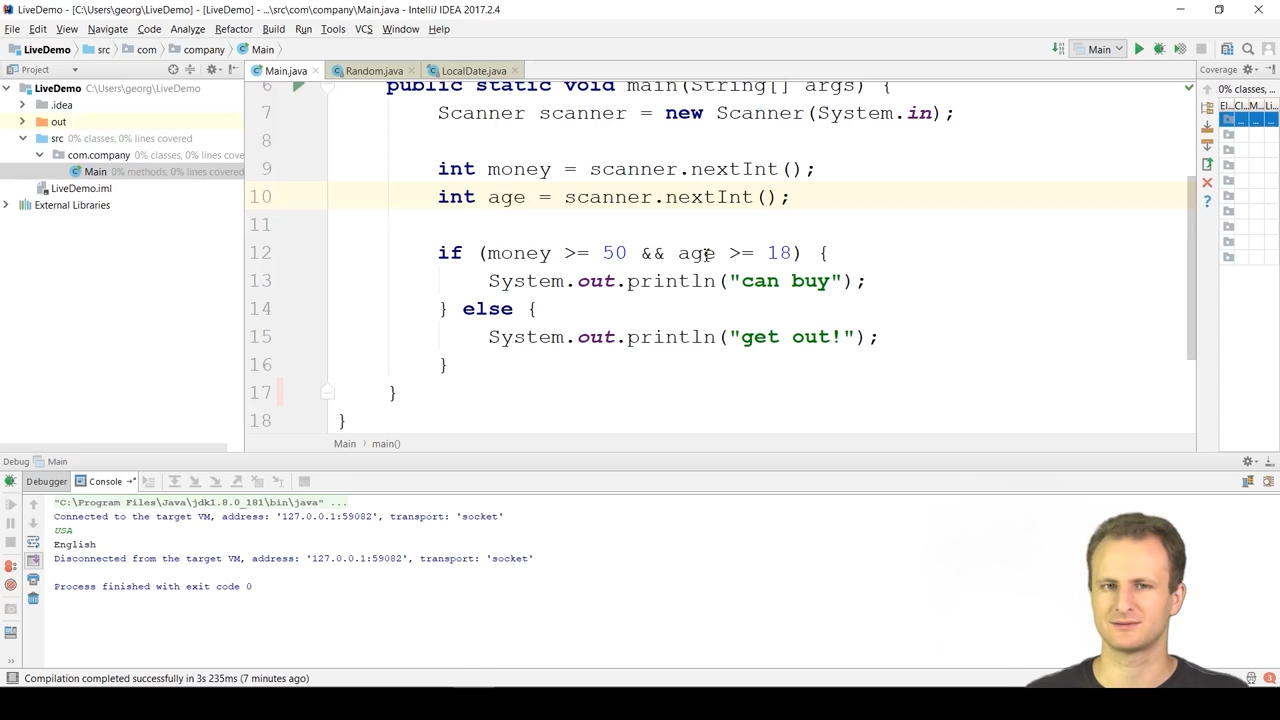 LiveDemo - [C:\Users\georg\LiveDemo] - [LiveDemo] - ...\src\com\company\Main.java - IntelliJ IDEA 2017.2.4
File Edit View Navigate Code Analyze Refactor Build Run Tools VCS Window Help
LiveDemo src com company Main
Main
Project
Main.java Random.java LocalDate.java
Coverage
LiveDemo C:\Users\georg\LiveDemo
.idea
out
src 0% classes, 0% lines covered
com.company 0% classes, 0% lines cove
Main 0% methods, 0% lines covered
LiveDemo.iml
External Libraries
6 public static void main(String[] args) {
7 Scanner scanner = new Scanner(System.in);
8
9 int money = scanner.nextInt();
10 int age = scanner.nextInt();
11
12 if (money >= 50 && age >= 18) {
13 System.out.println("can buy");
14 } else {
15 System.out.println("get out!");
16 }
17 }
18 }
Main main()
0% classes,...
El... Cl... M... Li...
... ... ... ...
Debug Main
Debugger Console
"C:\Program Files\Java\jdk1.8.0_181\bin\java" ...
Connected to the target VM, address: '127.0.0.1:59082', transport: 'socket'
USA
English
Disconnected from the target VM, address: '127.0.0.1:59082', transport: 'socket'
Process finished with exit code 0
Compilation completed successfully in 3s 235ms (7 minutes ago)